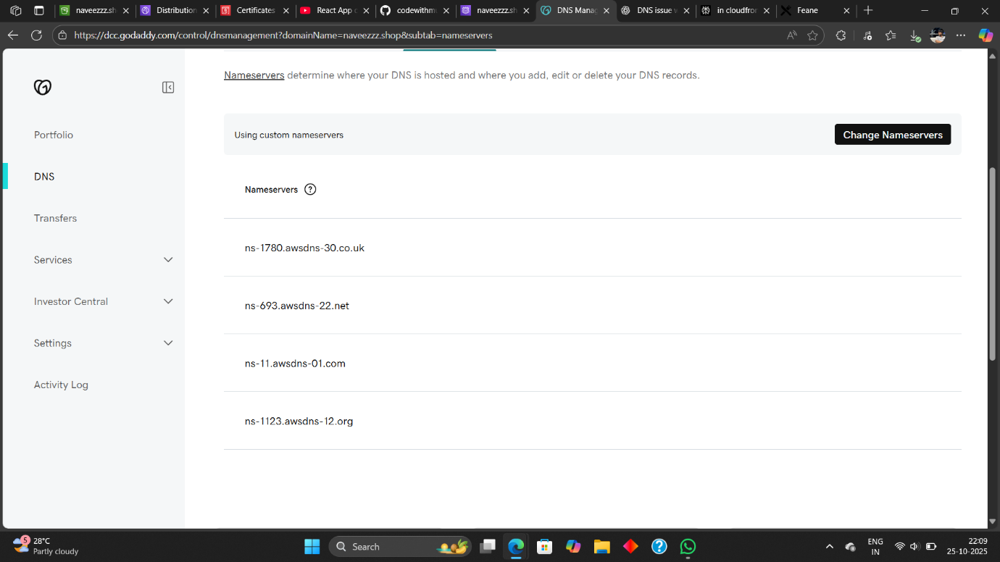 naveezzz.sh
Distribution
Certificates
React App c
codewithmu
naveezzz.sh
DNS Manag
DNS issue w
in cloudfron
Feane
https://dcc.godaddy.com/control/dnsmanagement?domainName=naveezzz.shop&subtab=nameservers
Nameservers determine where your DNS is hosted and where you add, edit or delete your DNS records.
Portfolio
DNS
Transfers
Services
Investor Central
Settings
Activity Log
Using custom nameservers
Change Nameservers
Nameservers ?
ns-1780.awsdns-30.co.uk
ns-693.awsdns-22.net
ns-11.awsdns-01.com
ns-1123.awsdns-12.org
5
28°C
Partly cloudy
Search
ENG
IN
22:09
25-10-2025